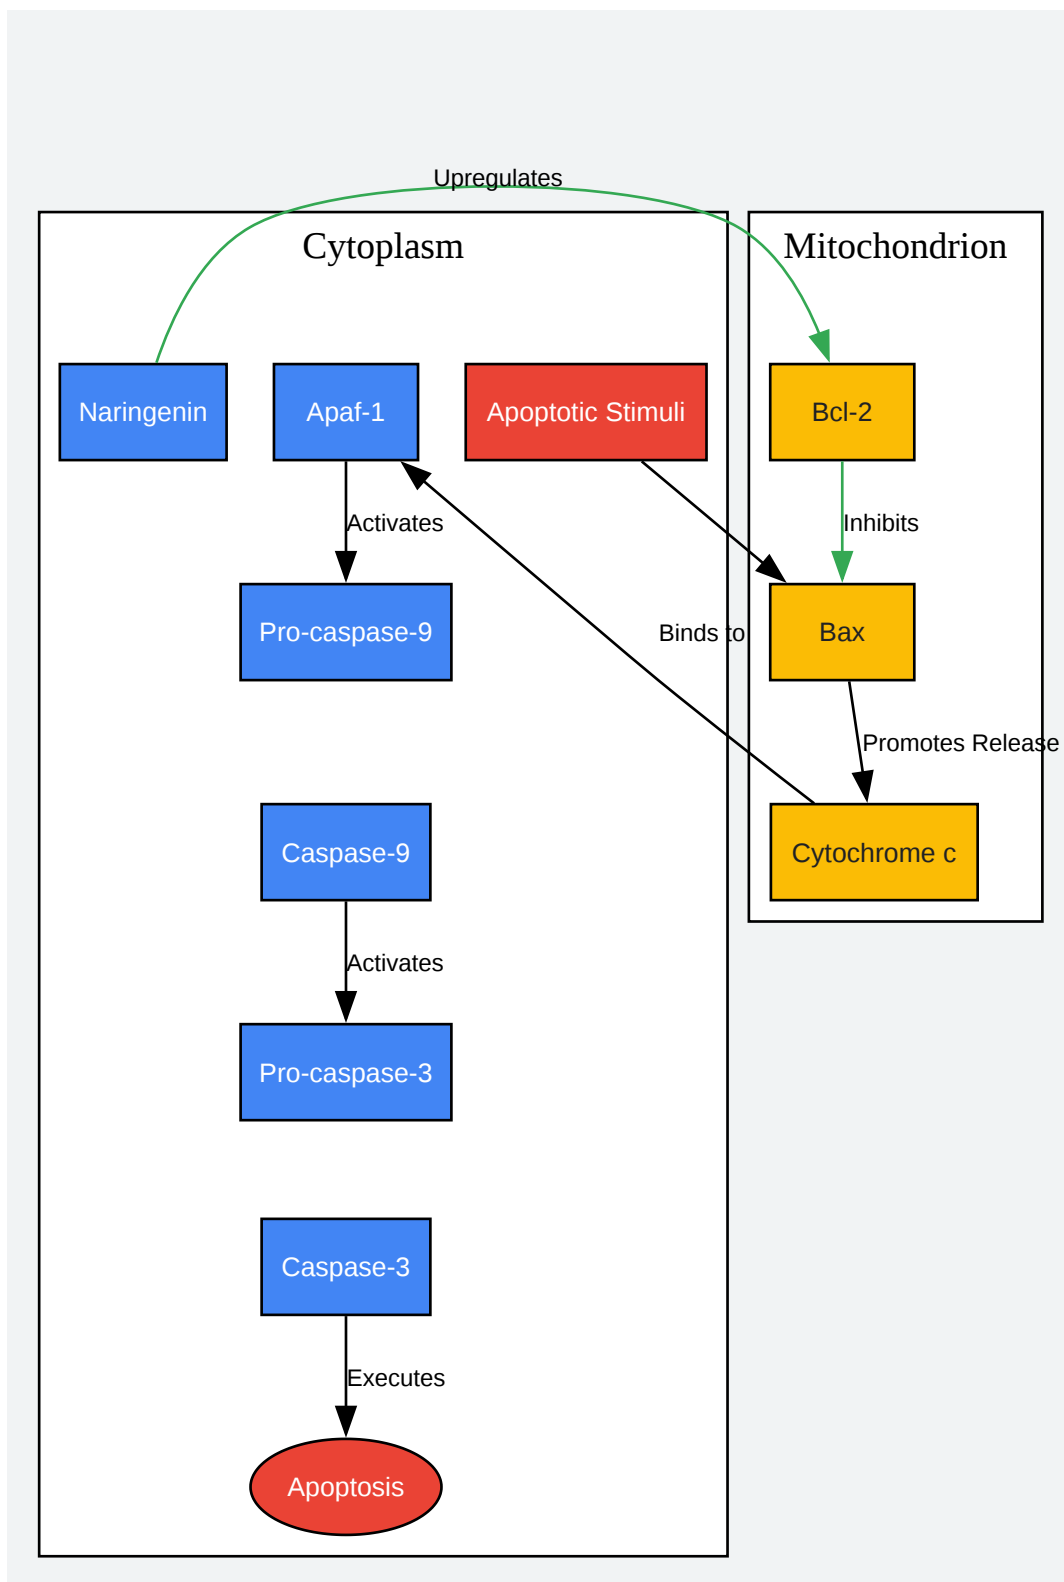 Upregulates
Cytoplasm
Mitochondrion
Naringenin
Apaf-1
Apoptotic Stimuli
Bcl-2
Activates
Inhibits
Pro-caspase-9
Binds to
Bax
Promotes Release
Caspase-9
Cytochrome c
Activates
Pro-caspase-3
Caspase-3
Executes
Apoptosis